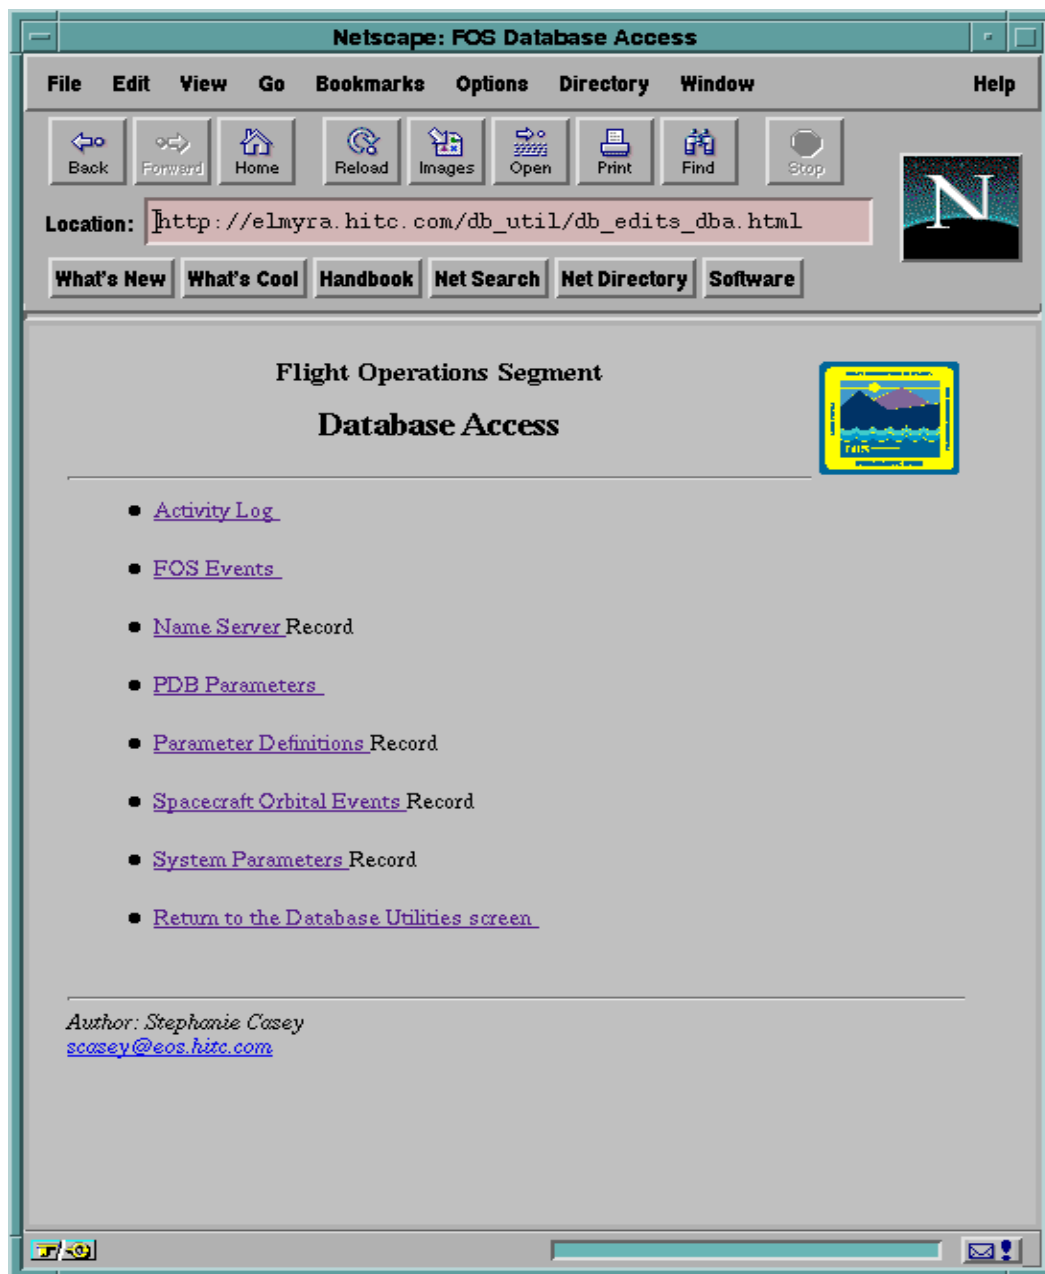 Netscape: FOS Database Access
File Edit View Go Bookmarks Options Directory Window Help
Back Forward Home Reload Images Open Print Find Stop
N
Location: http://elmyra.hitc.com/db_util/db_edits_dba.html
What's New What's Cool Handbook Net Search Net Directory Software
Flight Operations Segment
Database Access
Activity Log
FOS Events
Name Server Record
PDB Parameters
Parameter Definitions Record
Spacecraft Orbital Events Record
System Parameters Record
Return to the Database Utilities screen
Author: Stephanie Casey
scasey@eos.hitc.com